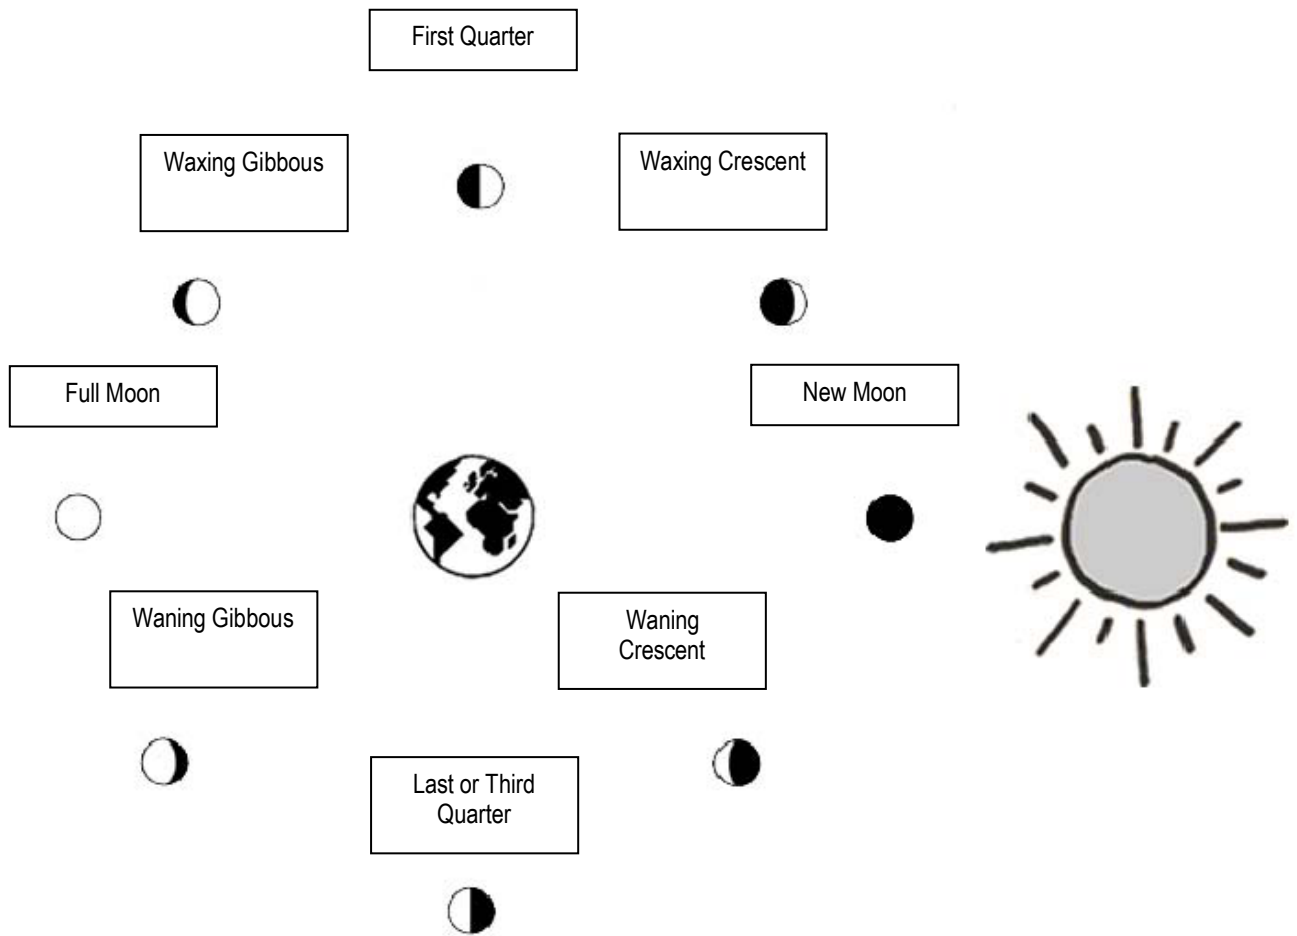 First Quarter
Waxing Gibbous
Waxing Crescent
Full Moon
New Moon
Waning Gibbous
Waning
Crescent
Last or Third
Quarter